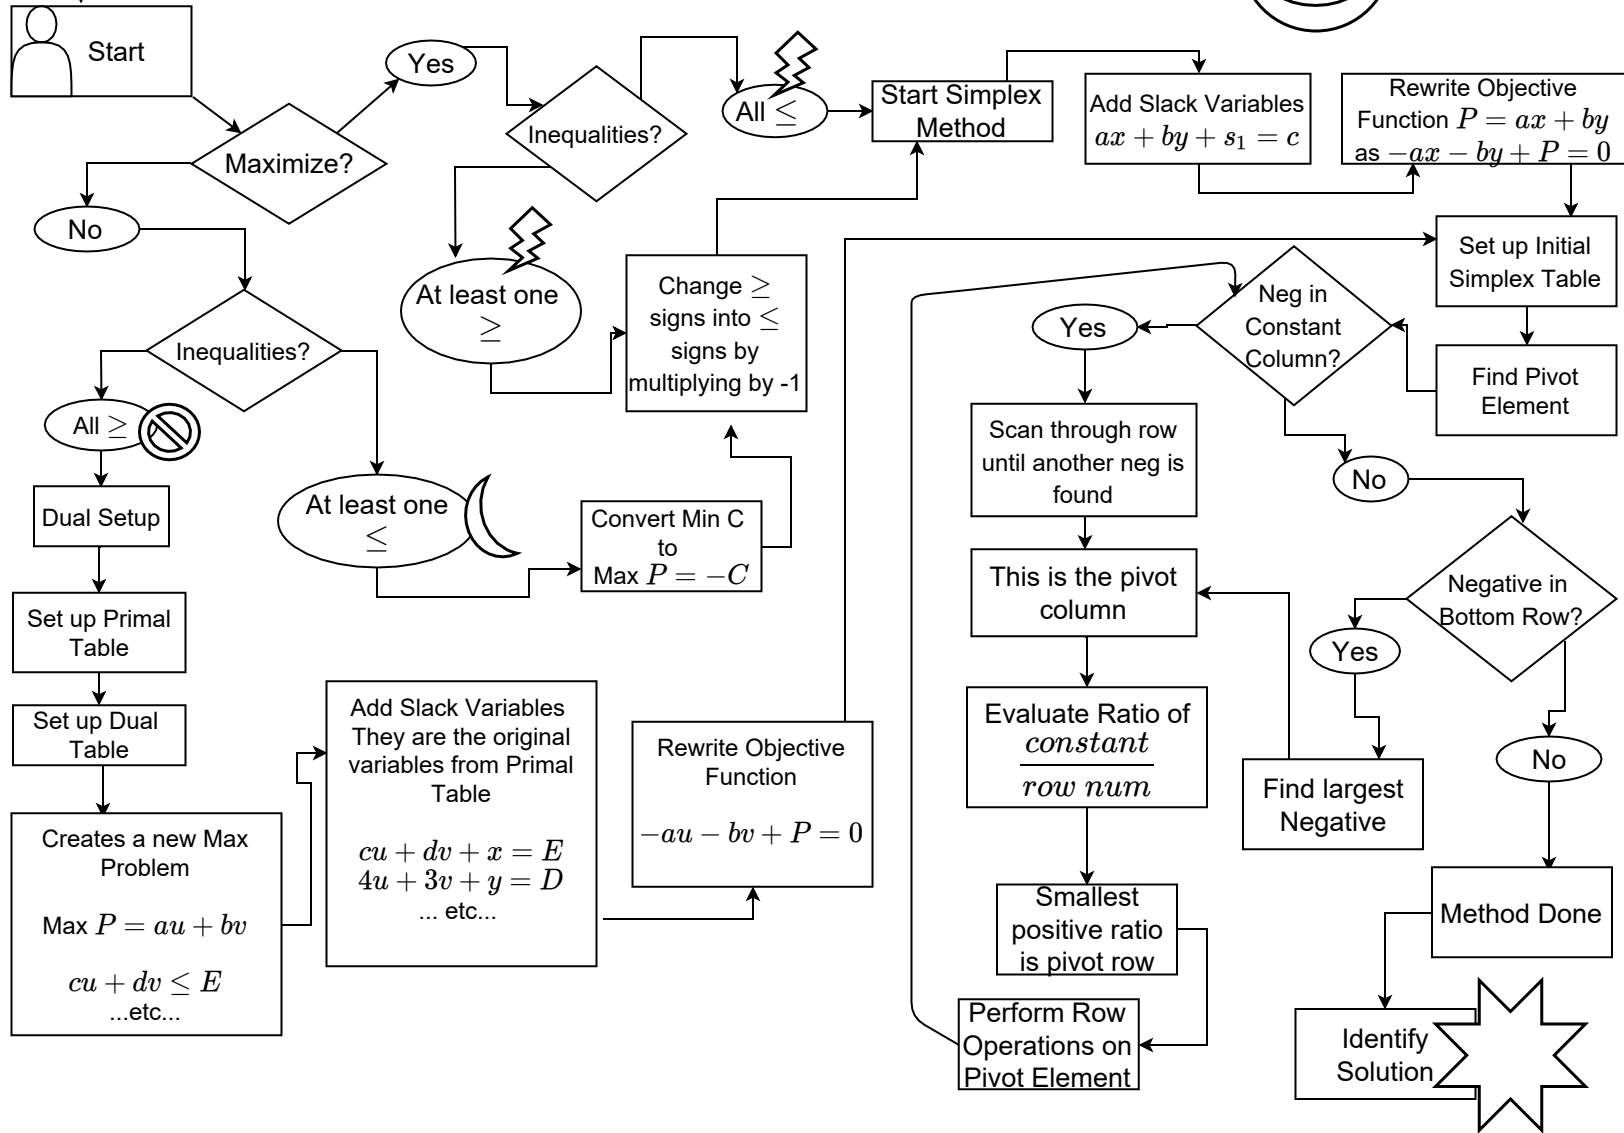 Start
Maximize?
Yes
No
Inequalities?
All ≤
At least one
≥
Change ≥
signs into ≤
signs by
multiplying by -1
Start Simplex
Method
Add Slack Variables
ax + by + s₁ = c
Rewrite Objective
Function P = ax + by
as −ax − by + P = 0
Set up Initial
Simplex Table
Find Pivot
Element
Neg in
Constant
Column?
Yes
Scan through row
until another neg is
found
This is the pivot
column
Evaluate Ratio of
constant
row num
Smallest
positive ratio
is pivot row
Perform Row
Operations on
Pivot Element
No
Negative in
Bottom Row?
Yes
Find largest
Negative
No
Method Done
Identify
Solution
Inequalities?
All ≥
Dual Setup
Set up Primal
Table
Set up Dual
Table
Creates a new Max
Problem
Max P = au + bv
cu + dv ≤ E
...etc...
At least one
≤
Convert Min C
to
Max P = −C
Add Slack Variables
They are the original
variables from Primal
Table
cu + dv + x = E
4u + 3v + y = D
... etc...
Rewrite Objective
Function
−au − bv + P = 0